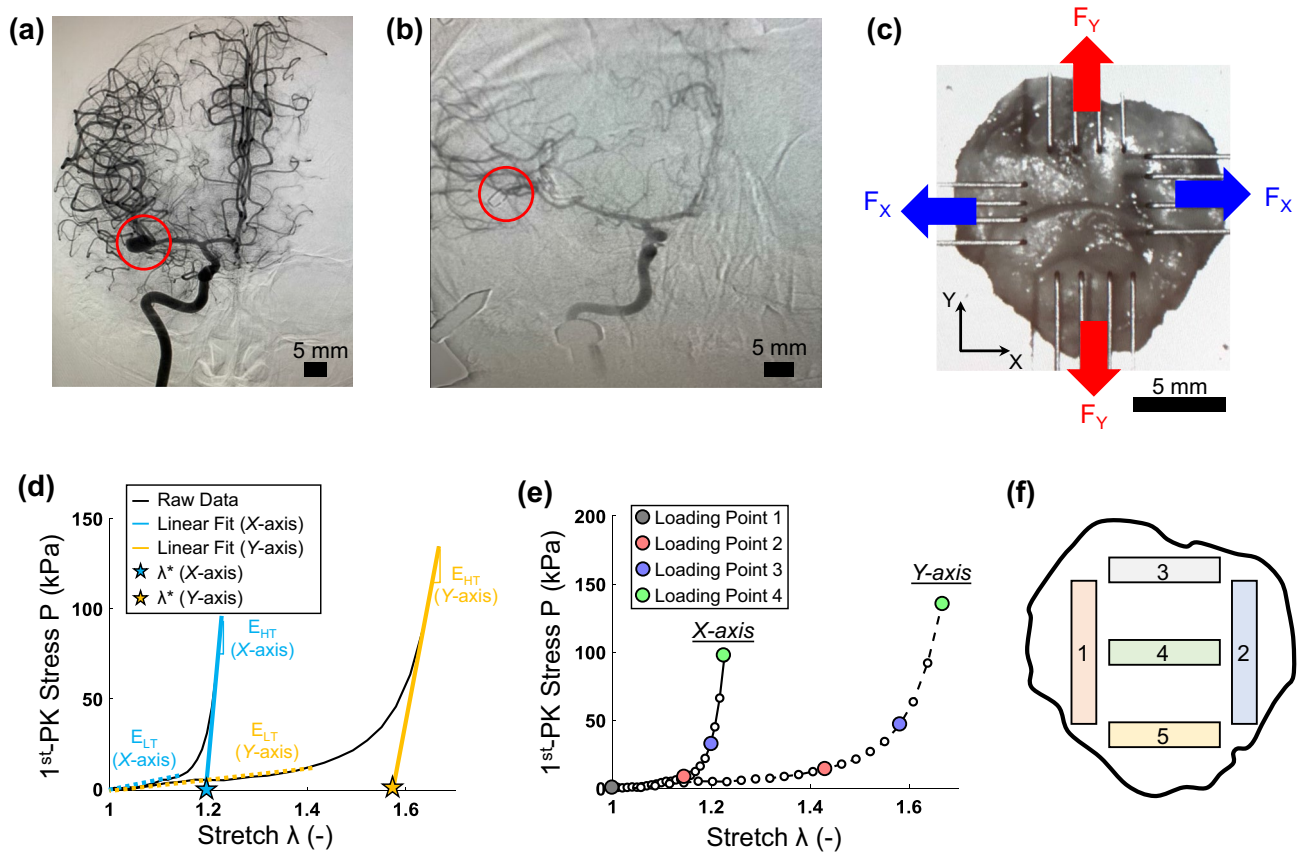 (a)
5 mm
(b)
5 mm
(c)
F_Y
F_X
F_X
Y
X
F_Y
5 mm
(d)
Raw Data
Linear Fit (X-axis)
Linear Fit (Y-axis)
λ* (X-axis)
λ* (Y-axis)
1st-PK Stress P (kPa)
150
100
50
0
E_HT
(X-axis)
E_HT
(Y-axis)
E_LT
(X-axis)
E_LT
(Y-axis)
1 1.2 1.4 1.6
Stretch λ (-)
(e)
Loading Point 1
Loading Point 2
Loading Point 3
Loading Point 4
1st-PK Stress P (kPa)
200
150
100
50
0
X-axis
Y-axis
1 1.2 1.4 1.6
Stretch λ (-)
(f)
3
1
4
2
5